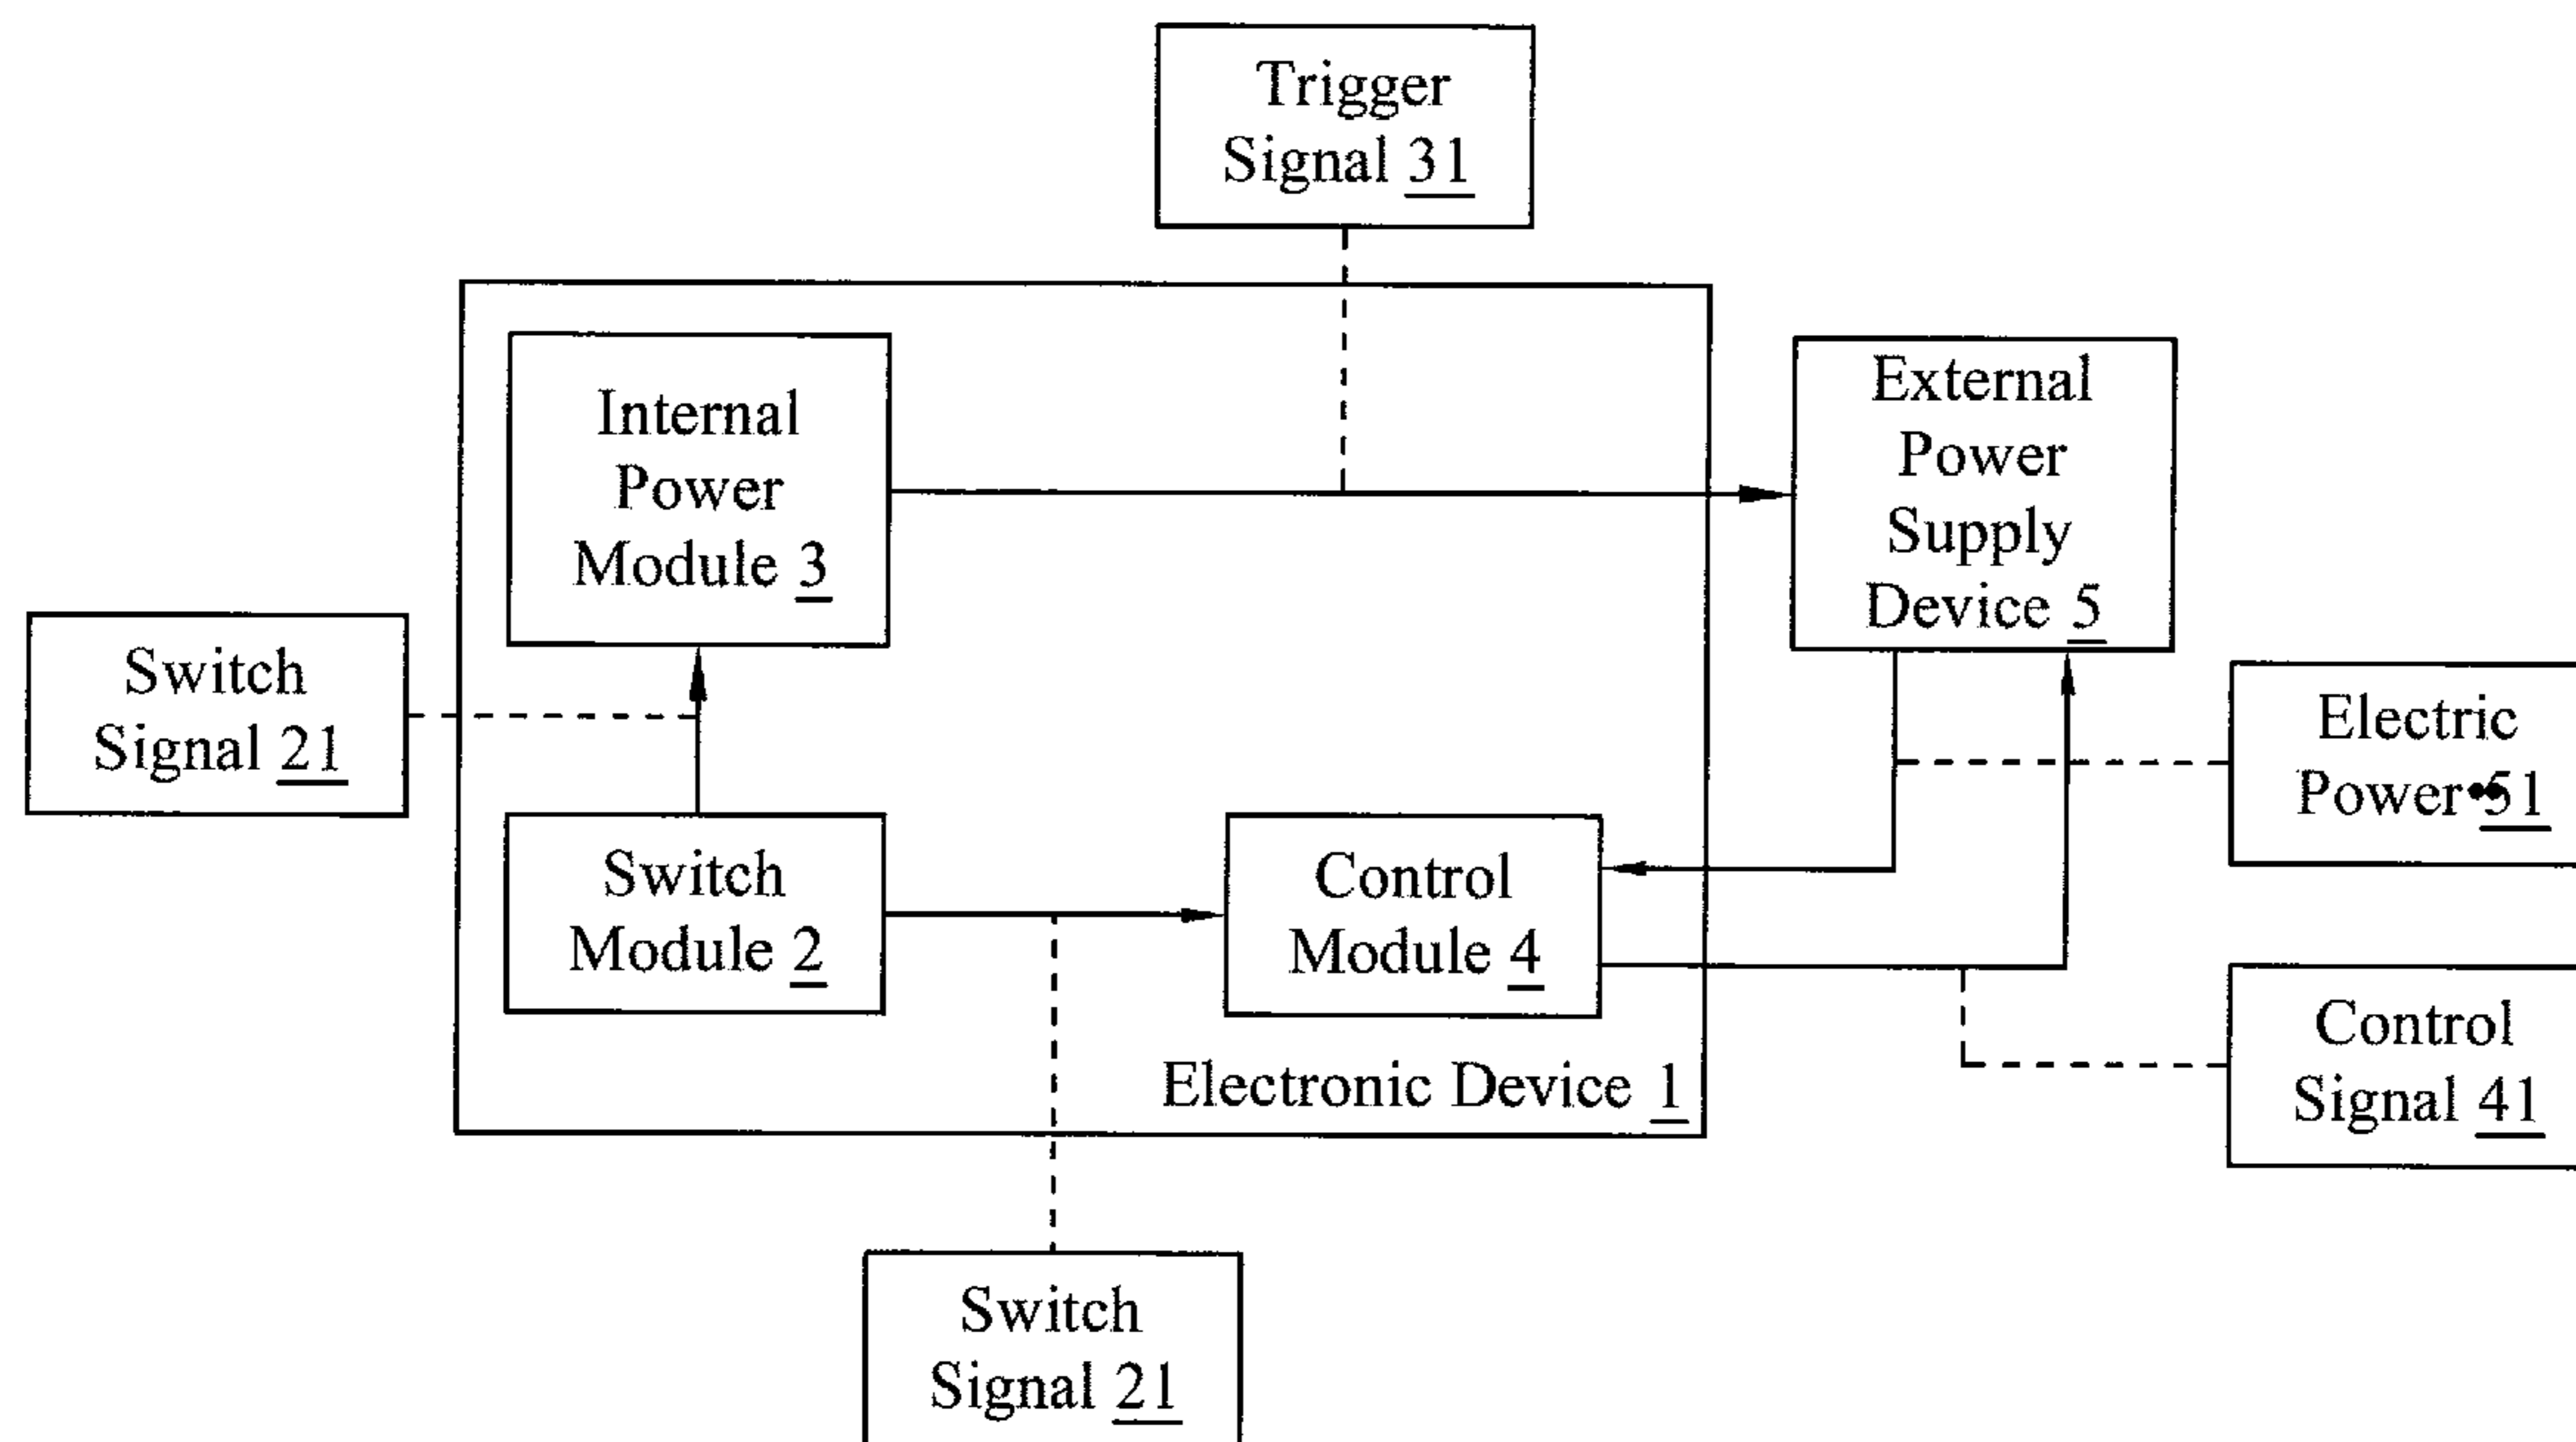 Trigger
Signal 31
Internal
Power
Module 3
External
Power
Supply
Device 5
Switch
Signal 21
Electric
Power 51
Switch
Module 2
Control
Module 4
Control
Signal 41
Electronic Device 1
Switch
Signal 21